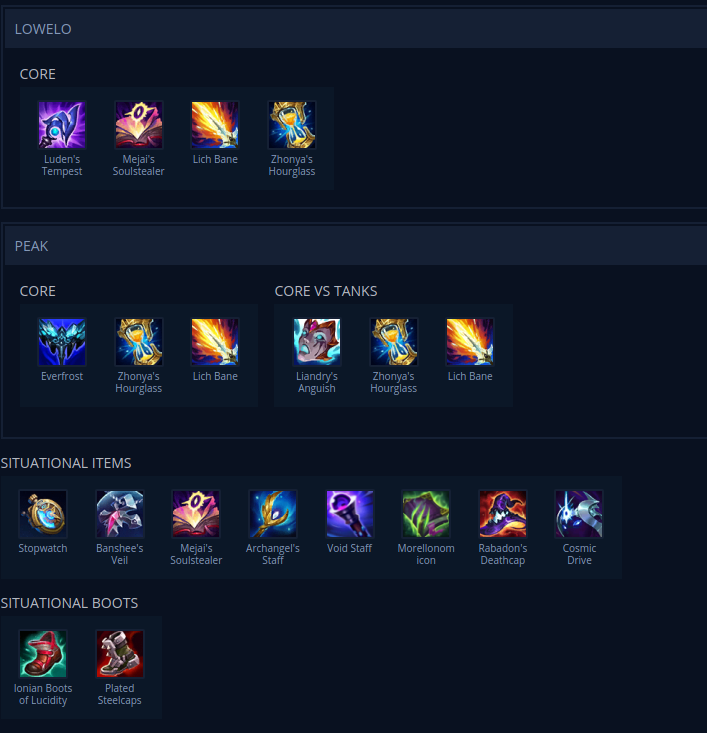 LOWELO
CORE
Luden's
Tempest
Mejai's
Soulstealer
Lich Bane
Zhonya's
Hourglass
PEAK
CORE
Everfrost
Zhonya's
Hourglass
Lich Bane
CORE VS TANKS
Liandry's
Anguish
Zhonya's
Hourglass
Lich Bane
SITUATIONAL ITEMS
Stopwatch
Banshee's
Veil
Mejai's
Soulstealer
Archangel's
Staff
Void Staff
Morellonom
icon
Rabadon's
Deathcap
Cosmic
Drive
SITUATIONAL BOOTS
Ionian Boots
of Lucidity
Plated
Steelcaps